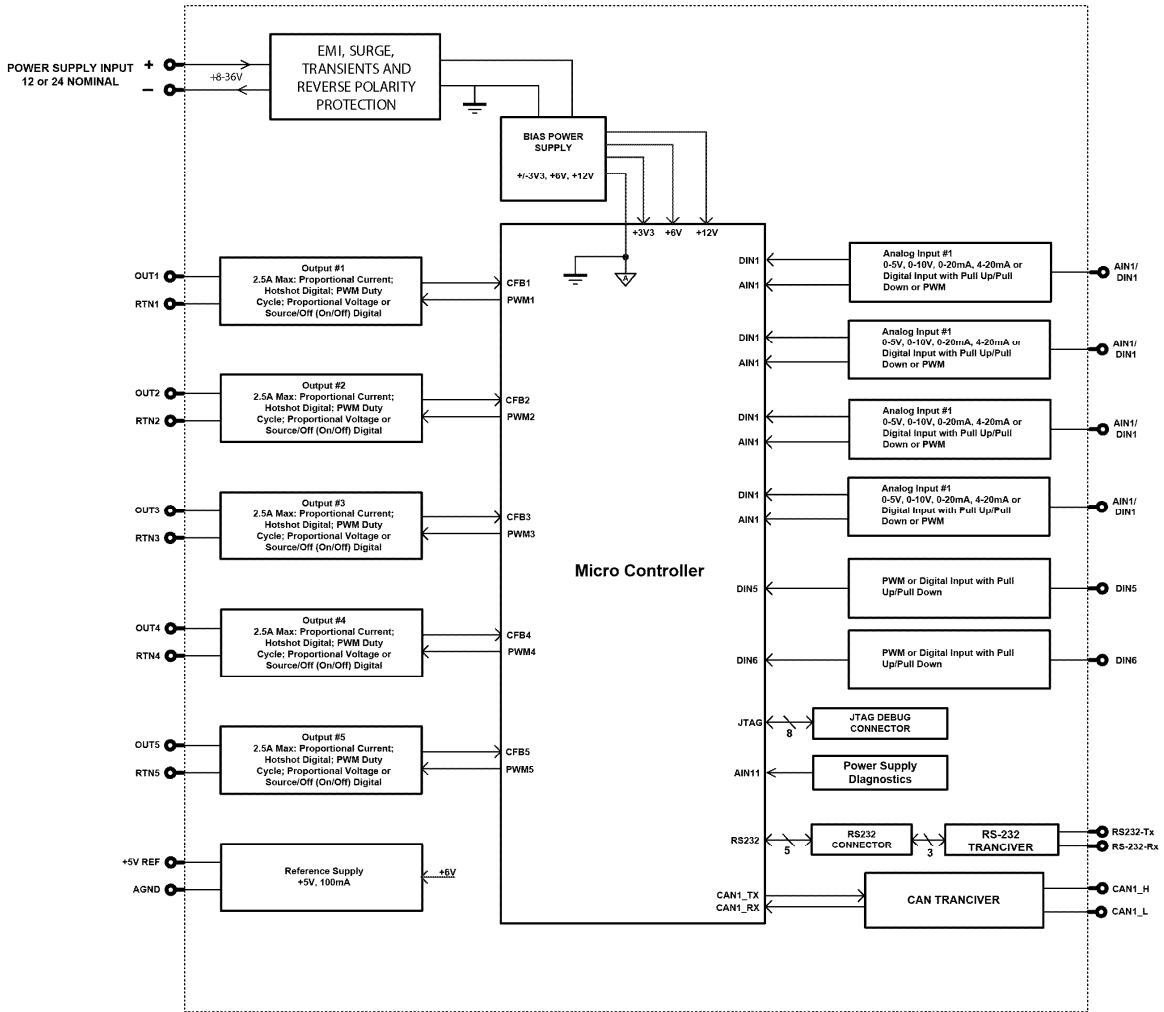 POWER SUPPLY INPUT
12 or 24 NOMINAL
+
−
+8-36V
EMI, SURGE,
TRANSIENTS AND
REVERSE POLARITY
PROTECTION
BIAS POWER
SUPPLY
+/-3V3, +6V, +12V
+3V3
+6V
+12V
A
Micro Controller
OUT1
RTN1
Output #1
2.5A Max: Proportional Current;
Hotshot Digital; PWM Duty
Cycle; Proportional Voltage or
Source/Off (On/Off) Digital
CFB1
PWM1
OUT2
RTN2
Output #2
2.5A Max: Proportional Current;
Hotshot Digital; PWM Duty
Cycle; Proportional Voltage or
Source/Off (On/Off) Digital
CFB2
PWM2
OUT3
RTN3
Output #3
2.5A Max: Proportional Current;
Hotshot Digital; PWM Duty
Cycle; Proportional Voltage or
Source/Off (On/Off) Digital
CFB3
PWM3
OUT4
RTN4
Output #4
2.5A Max: Proportional Current;
Hotshot Digital; PWM Duty
Cycle; Proportional Voltage or
Source/Off (On/Off) Digital
CFB4
PWM4
OUT5
RTN5
Output #5
2.5A Max: Proportional Current;
Hotshot Digital; PWM Duty
Cycle; Proportional Voltage or
Source/Off (On/Off) Digital
CFB5
PWM5
+5V REF
AGND
Reference Supply
+5V, 100mA
+6V
DIN1
AIN1
Analog Input #1
0-5V, 0-10V, 0-20mA, 4-20mA or
Digital Input with Pull Up/Pull
Down or PWM
AIN1/
DIN1
DIN1
AIN1
Analog Input #1
0-5V, 0-10V, 0-20mA, 4-20mA or
Digital Input with Pull Up/Pull
Down or PWM
AIN1/
DIN1
DIN1
AIN1
Analog Input #1
0-5V, 0-10V, 0-20mA, 4-20mA or
Digital Input with Pull Up/Pull
Down or PWM
AIN1/
DIN1
DIN1
AIN1
Analog Input #1
0-5V, 0-10V, 0-20mA, 4-20mA or
Digital Input with Pull Up/Pull
Down or PWM
AIN1/
DIN1
DIN5
PWM or Digital Input with Pull
Up/Pull Down
DIN5
DIN6
PWM or Digital Input with Pull
Up/Pull Down
DIN6
JTAG
8
JTAG DEBUG
CONNECTOR
AIN11
Power Supply
Diagnostics
RS232
5
RS232
CONNECTOR
3
RS-232
TRANCIVER
RS232-Tx
RS-232-Rx
CAN1_TX
CAN1_RX
CAN TRANCIVER
CAN1_H
CAN1_L